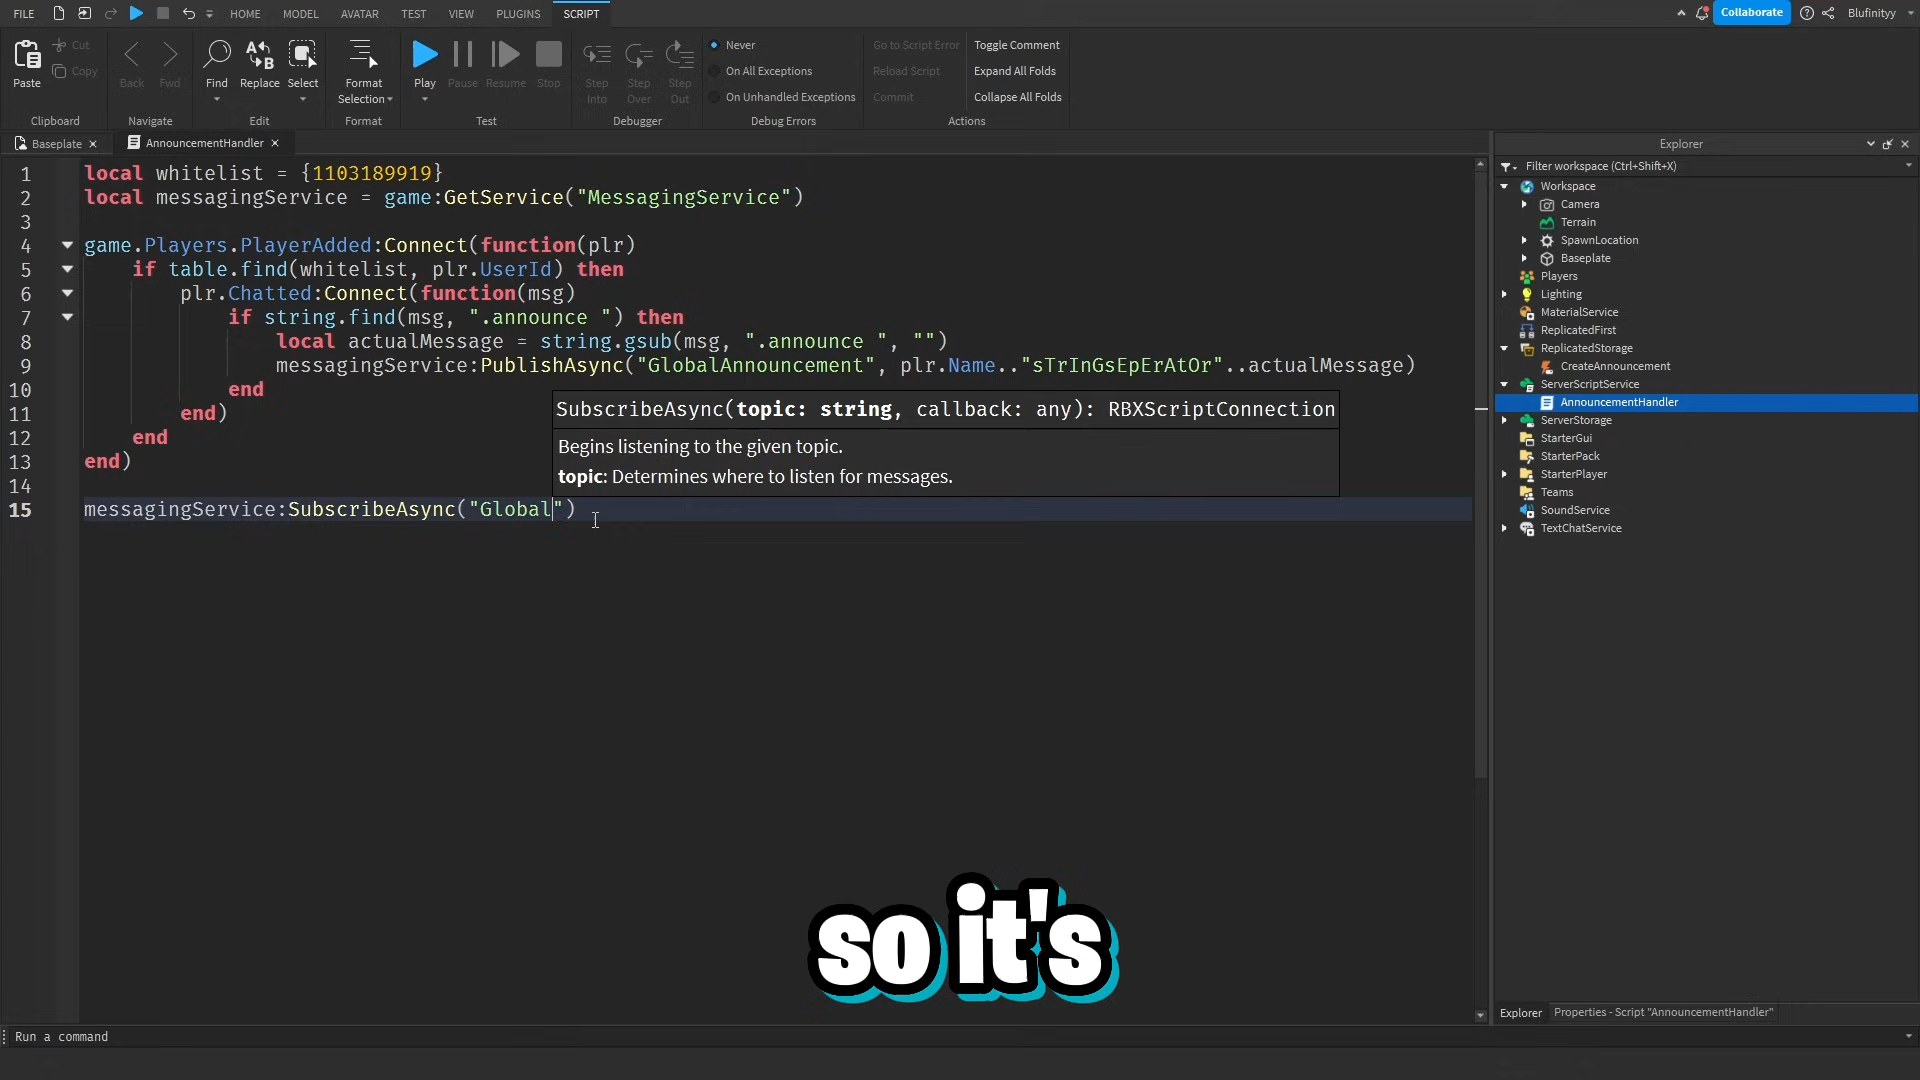 FILE HOME MODEL AVATAR TEST VIEW PLUGINS SCRIPT Collaborate Blufinityy
Paste Cut Copy Back Fwd Find Replace Select Format Selection Play Pause Resume Stop Step Into Step Over Step Out
Never
On All Exceptions
On Unhandled Exceptions
Go to Script Error
Reload Script
Commit
Toggle Comment
Expand All Folds
Collapse All Folds
Clipboard Navigate Edit Format Test Debugger Debug Errors Actions
Baseplate AnnouncementHandler
1 local whitelist = {1103189919}
2 local messagingService = game:GetService("MessagingService")
3
4 game.Players.PlayerAdded:Connect(function(plr)
5 if table.find(whitelist, plr.UserId) then
6 plr.Chatted:Connect(function(msg)
7 if string.find(msg, ".announce ") then
8 local actualMessage = string.gsub(msg, ".announce ", "")
9 messagingService:PublishAsync("GlobalAnnouncement", plr.Name.."sTrInGsEpErAtOr"..actualMessage)
10 end
11 end)
12 end
13 end)
14
15 messagingService:SubscribeAsync("Global")
SubscribeAsync(topic: string, callback: any): RBXScriptConnection
Begins listening to the given topic.
topic: Determines where to listen for messages.
so it's
Explorer
Filter workspace (Ctrl+Shift+X)
Workspace
Camera
Terrain
SpawnLocation
Baseplate
Players
Lighting
MaterialService
ReplicatedFirst
ReplicatedStorage
CreateAnnouncement
ServerScriptService
AnnouncementHandler
ServerStorage
StarterGui
StarterPack
StarterPlayer
Teams
SoundService
TextChatService
Explorer Properties - Script "AnnouncementHandler"
Run a command